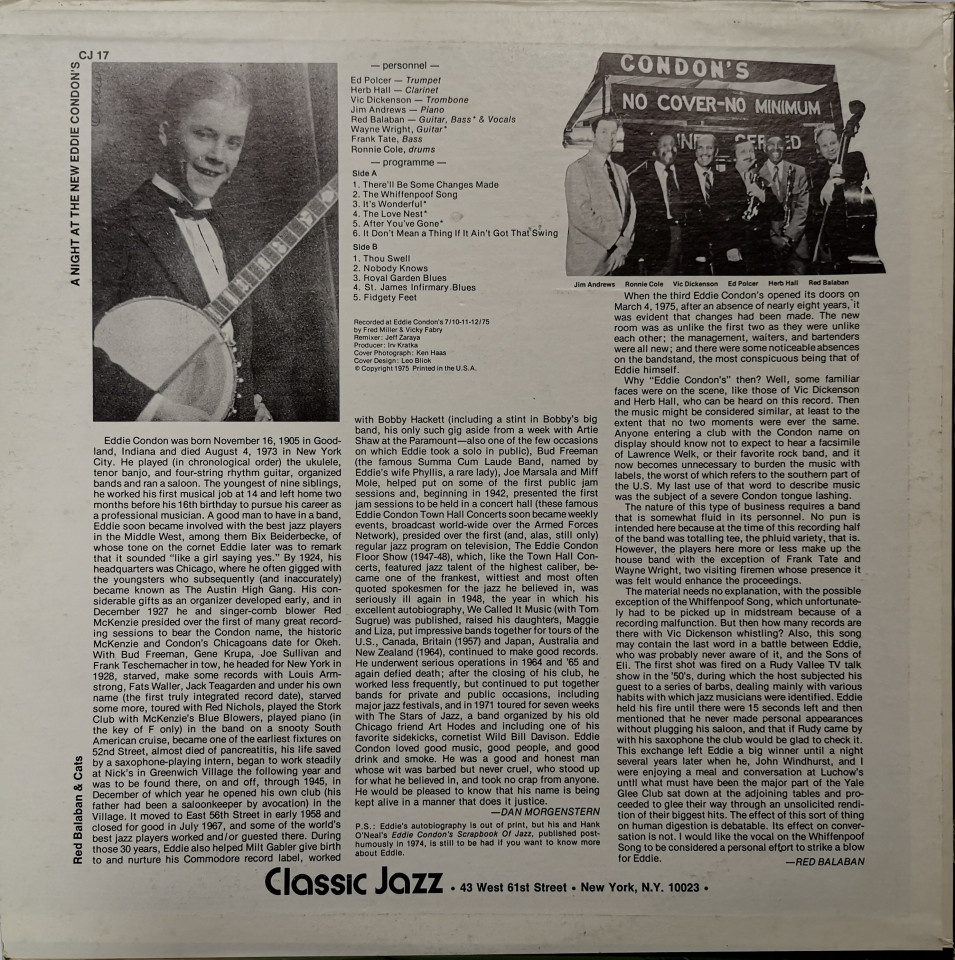 CJ 17
A NIGHT AT THE NEW EDDIE CONDON'S
Red Balaban & Cats
— personnel —
Ed Polcer — Trumpet
Herb Hall — Clarinet
Vic Dickenson — Trombone
Jim Andrews — Piano
Red Balaban — Guitar, Bass* & Vocals
Wayne Wright, Guitar*
Frank Tate, Bass
Ronnie Cole, drums
— programme —
Side A
1. There'll Be Some Changes Made
2. The Whiffenpoof Song
3. It's Wonderful*
4. The Love Nest*
5. After You've Gone*
6. It Don't Mean a Thing If It Ain't Got That Swing
Side B
1. Thou Swell
2. Nobody Knows
3. Royal Garden Blues
4. St. James Infirmary Blues
5. Fidgety Feet
Recorded at Eddie Condon's 7/10-11-12/75
by Fred Miller & Vicky Fabry
Remixer: Jeff Zaraya
Producer: Irv Kratka
Cover Photograph: Ken Haas
Cover Design: Leo Bliok
© Copyright 1975 Printed in the U.S.A.
CONDON'S
NO COVER-NO MINIMUM
Jim Andrews Ronnie Cole Vic Dickenson Ed Polcer Herb Hall Red Balaban
Eddie Condon was born November 16, 1905 in Good-
land, Indiana and died August 4, 1973 in New York
City. He played (in chronological order) the ukulele,
tenor banjo, and four-string rhythm guitar, organized
bands and ran a saloon. The youngest of nine siblings,
he worked his first musical job at 14 and left home two
months before his 16th birthday to pursue his career as
a professional musician. A good man to have in a band,
Eddie soon became involved with the best jazz players
in the Middle West, among them Bix Beiderbecke, of
whose tone on the cornet Eddie later was to remark
that it sounded “like a girl saying yes.” By 1924, his
headquarters was Chicago, where he often gigged with
the youngsters who subsequently (and inaccurately)
became known as The Austin High Gang. His con-
siderable gifts as an organizer developed early, and in
December 1927 he and singer-comb blower Red
McKenzie presided over the first of many great record-
ing sessions to bear the Condon name, the historic
McKenzie and Condon's Chicagoans date for Okeh.
With Bud Freeman, Gene Krupa, Joe Sullivan and
Frank Teschemacher in tow, he headed for New York in
1928, starved, make some records with Louis Arm-
strong, Fats Waller, Jack Teagarden and under his own
name (the first truly integrated record date), starved
some more, toured with Red Nichols, played the Stork
Club with McKenzie's Blue Blowers, played piano (in
the key of F only) in the band on a snooty South
American cruise, became one of the earliest fixtures on
52nd Street, almost died of pancreatitis, his life saved
by a saxophone-playing intern, began to work steadily
at Nick's in Greenwich Village the following year and
was to be found there, on and off, through 1945, in
December of which year he opened his own club (his
father had been a saloonkeeper by avocation) in the
Village. It moved to East 56th Street in early 1958 and
closed for good in July 1967, and some of the world's
best jazz players worked and/or guested there. During
those 30 years, Eddie also helped Milt Gabler give birth
to and nurture his Commodore record label, worked
with Bobby Hackett (including a stint in Bobby's big
band, his only such gig aside from a week with Artie
Shaw at the Paramount—also one of the few occasions
on which Eddie took a solo in public), Bud Freeman
(the famous Summa Cum Laude Band, named by
Eddie's wife Phyllis, a rare lady), Joe Marsala and Miff
Mole, helped put on some of the first public jam
sessions and, beginning in 1942, presented the first
jam sessions to be held in a concert hall (these famous
Eddie Condon Town Hall Concerts soon became weekly
events, broadcast world-wide over the Armed Forces
Network), presided over the first (and, alas, still only)
regular jazz program on television, The Eddie Condon
Floor Show (1947-48), which, like the Town Hall Con-
certs, featured jazz talent of the highest caliber, be-
came one of the frankest, wittiest and most often
quoted spokesmen for the jazz he believed in, was
seriously ill again in 1948, the year in which his
excellent autobiography, We Called It Music (with Tom
Sugrue) was published, raised his daughters, Maggie
and Liza, put impressive bands together for tours of the
U.S., Canada, Britain (1957) and Japan, Australia and
New Zealand (1964), continued to make good records.
He underwent serious operations in 1964 and '65 and
again defied death; after the closing of his club, he
worked less frequently, but continued to put together
bands for private and public occasions, including
major jazz festivals, and in 1971 toured for seven weeks
with The Stars of Jazz, a band organized by his old
Chicago friend Art Hodes and including one of his
favorite sidekicks, cornetist Wild Bill Davison. Eddie
Condon loved good music, good people, and good
drink and smoke. He was a good and honest man
whose wit was barbed but never cruel, who stood up
for what he believed in, and took no crap from anyone.
He would be pleased to know that his name is being
kept alive in a manner that does it justice.
—DAN MORGENSTERN
P.S.: Eddie's autobiography is out of print, but his and Hank
O'Neal's Eddie Condon's Scrapbook Of Jazz, published post-
humously in 1974, is still to be had if you want to know more
about Eddie.
When the third Eddie Condon's opened its doors on
March 4, 1975, after an absence of nearly eight years, it
was evident that changes had been made. The new
room was as unlike the first two as they were unlike
each other; the management, waiters, and bartenders
were all new; and there were some noticeable absences
on the bandstand, the most conspicuous being that of
Eddie himself.
Why “Eddie Condon's” then? Well, some familiar
faces were on the scene, like those of Vic Dickenson
and Herb Hall, who can be heard on this record. Then
the music might be considered similar, at least to the
extent that no two moments were ever the same.
Anyone entering a club with the Condon name on
display should know not to expect to hear a facsimile
of Lawrence Welk, or their favorite rock band, and it
now becomes unnecessary to burden the music with
labels, the worst of which refers to the southern part of
the U.S. My last use of that word to describe music
was the subject of a severe Condon tongue lashing.
The nature of this type of business requires a band
that is somewhat fluid in its personnel. No pun is
intended here because at the time of this recording half
of the band was totalling tee, the phluid variety, that is.
However, the players here more or less make up the
house band with the exception of Frank Tate and
Wayne Wright, two visiting firemen whose presence it
was felt would enhance the proceedings.
The material needs no explanation, with the possible
exception of the Whiffenpoof Song, which unfortunate-
ly had to be picked up in midstream because of a
recording malfunction. But then how many records are
there with Vic Dickenson whistling? Also, this song
may contain the last word in a battle between Eddie,
who was probably never aware of it, and the Sons of
Eli. The first shot was fired on a Rudy Vallee TV talk
show in the '50's, during which the host subjected his
guest to a series of barbs, dealing mainly with various
habits with which jazz musicians were identified. Eddie
held his fire until there were 15 seconds left and then
mentioned that he never made personal appearances
without plugging his saloon, and that if Rudy came by
with his saxophone the club would be glad to check it.
This exchange left Eddie a big winner until a night
several years later when he, John Windhurst, and I
were enjoying a meal and conversation at Luchow's
until what must have been the major part of the Yale
Glee Club sat down at the adjoining tables and pro-
ceeded to glee their way through an unsolicited rendi-
tion of their biggest hits. The effect of this sort of thing
on human digestion is debatable. Its effect on conver-
sation is not. I would like the vocal on the Whiffenpoof
Song to be considered a personal effort to strike a blow
for Eddie.
—RED BALABAN
Classic Jazz • 43 West 61st Street • New York, N.Y. 10023 •